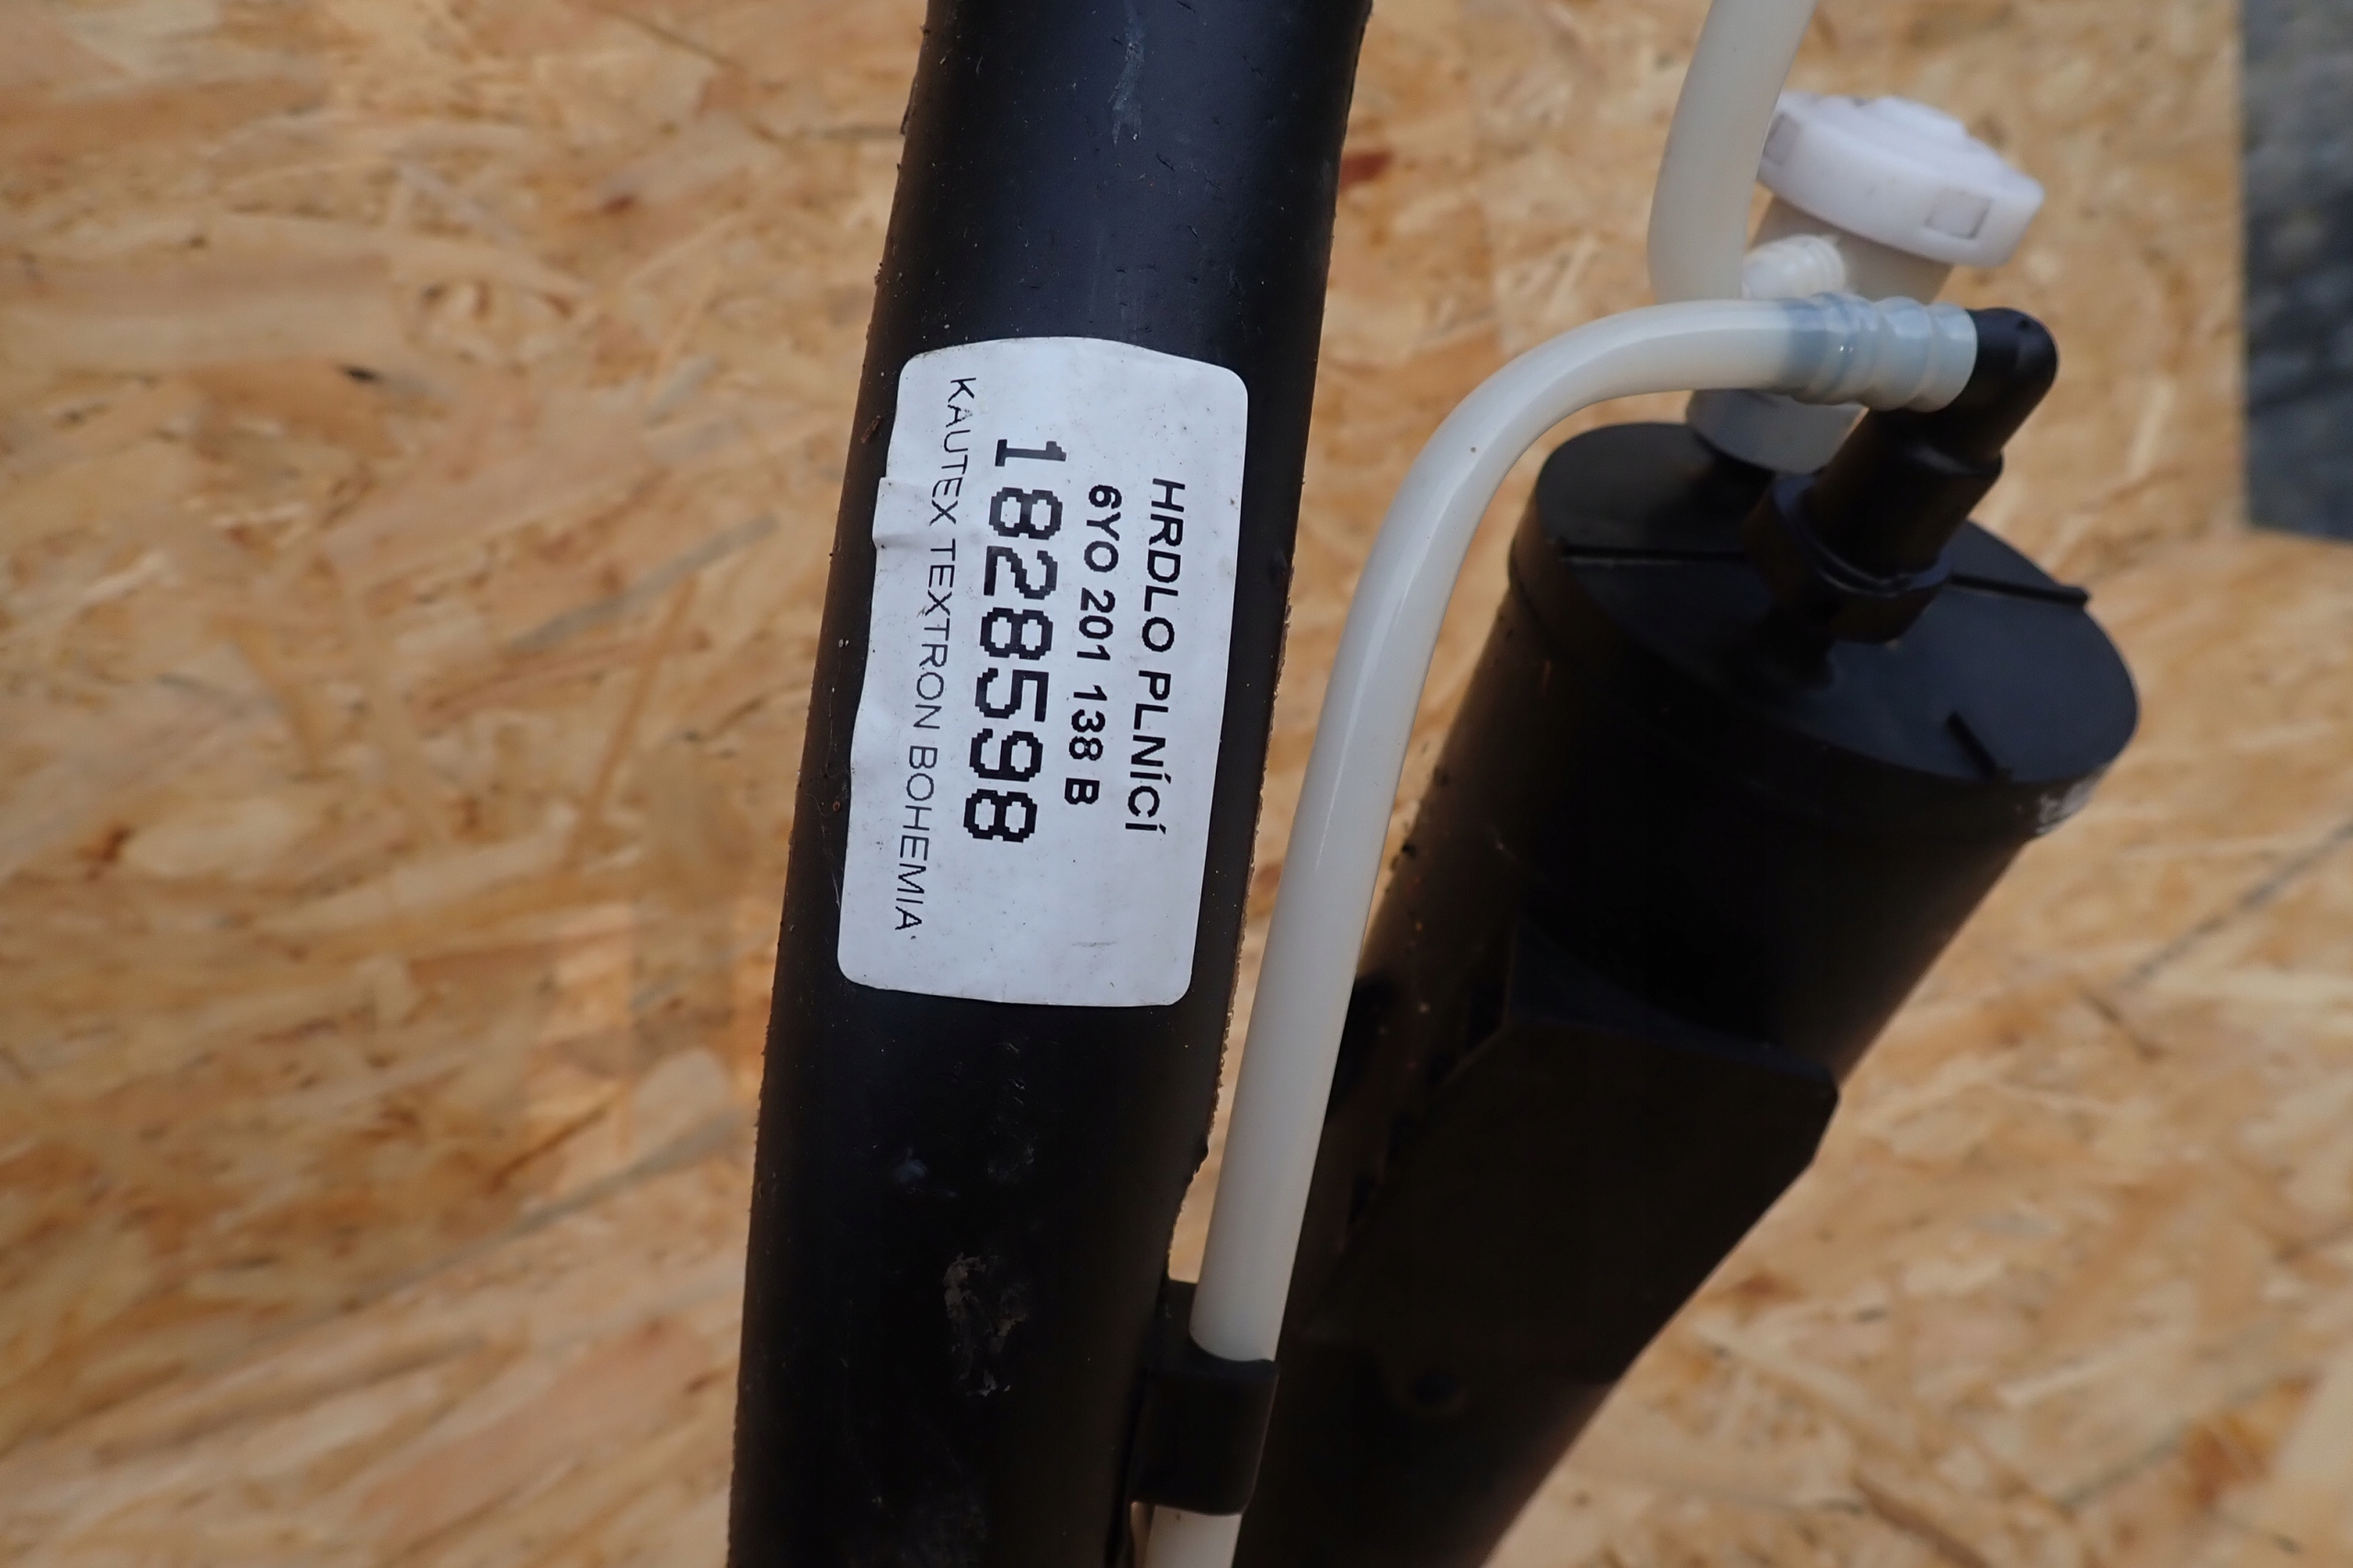 HRDLO PLNÍCÍ
6YO 201 138 B
1828598
KAUTEX TEXTRON BOHEMIA